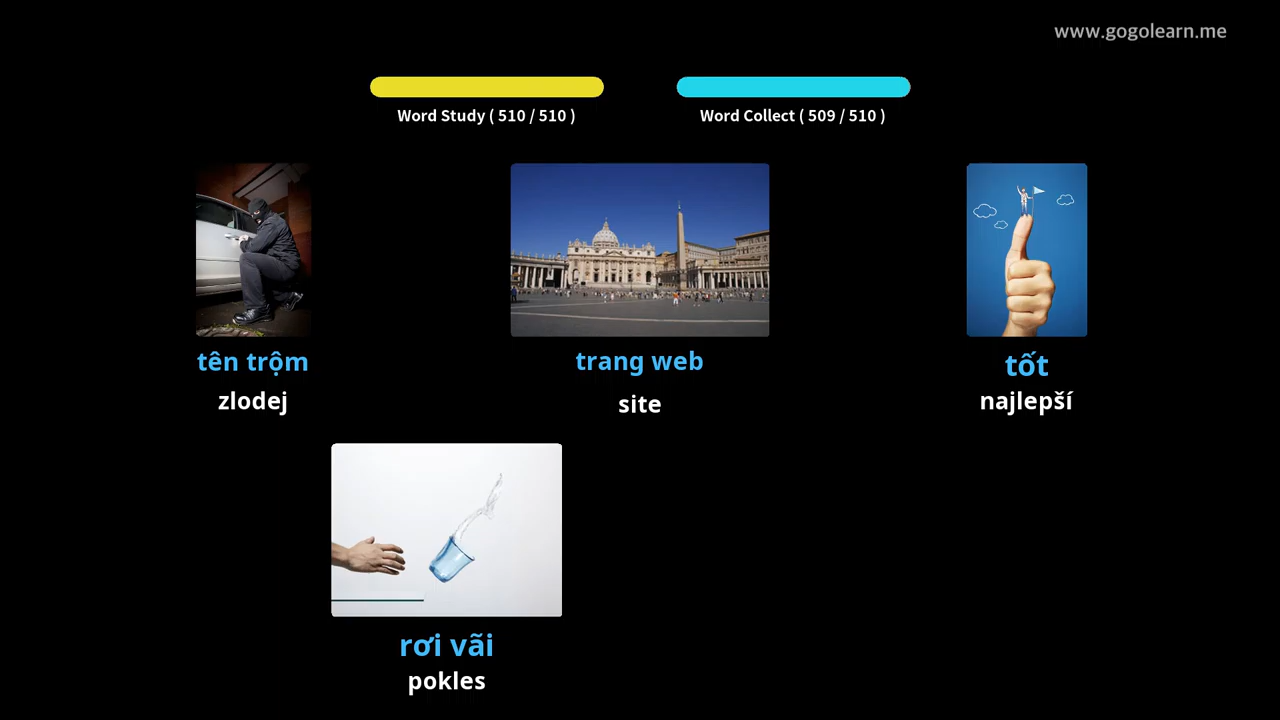 www.gogolearn.me
Word Study ( 510 / 510 )
Word Collect ( 509 / 510 )
tên trộm
zlodej
trang web
site
tốt
najlepší
rơi vãi
pokles